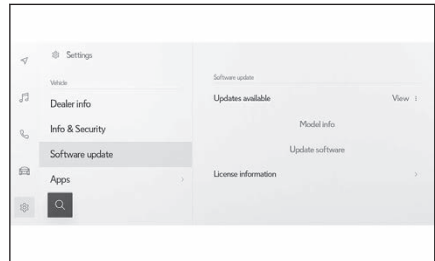 Settings
Vehicle
Dealer info
Info & Security
Software update
Apps
Software update
Updates available
View
Model info
Update software
License information